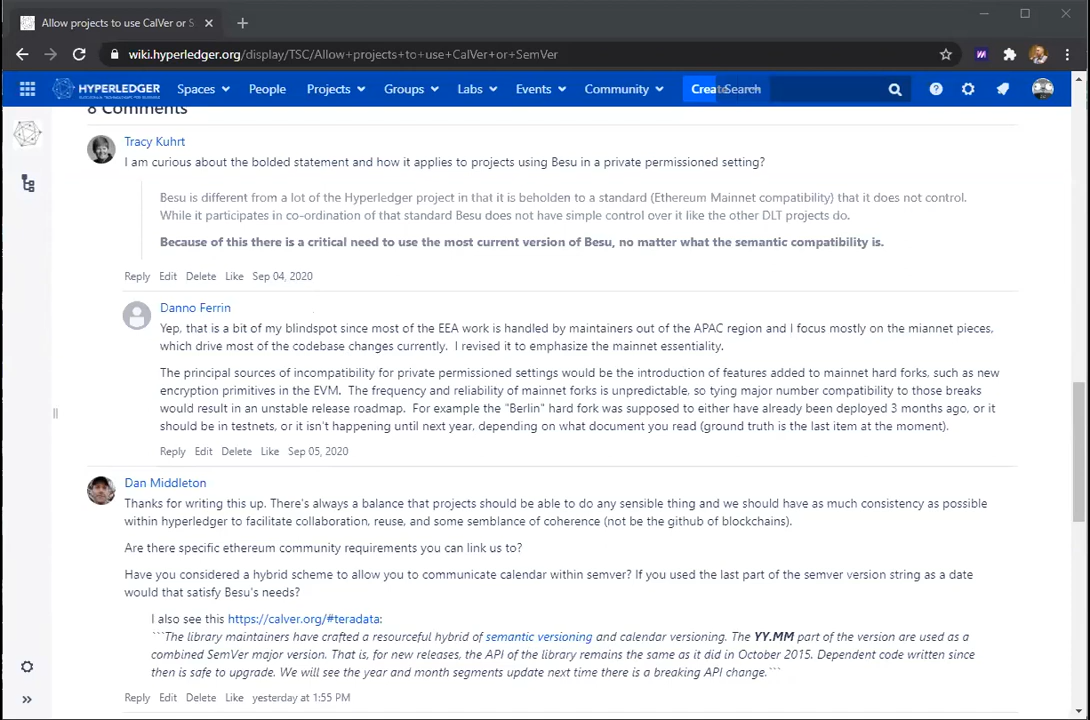 Allow projects to use CalVer or S
wiki.hyperledger.org/display/TSC/Allow+projects+to+use+CalVer+or+SemVer
HYPERLEDGER Spaces People Projects Groups Labs Events Community Create Search
8 Comments
Tracy Kuhrt
I am curious about the bolded statement and how it applies to projects using Besu in a private permissioned setting?
Besu is different from a lot of the Hyperledger project in that it is beholden to a standard (Ethereum Mainnet compatibility) that it does not control.
While it participates in co-ordination of that standard Besu does not have simple control over it like the other DLT projects do.
Because of this there is a critical need to use the most current version of Besu, no matter what the semantic compatibility is.
Reply Edit Delete Like Sep 04, 2020
Danno Ferrin
Yep, that is a bit of my blindspot since most of the EEA work is handled by maintainers out of the APAC region and I focus mostly on the miannet pieces,
which drive most of the codebase changes currently. I revised it to emphasize the mainnet essentiality.
The principal sources of incompatibility for private permissioned settings would be the introduction of features added to mainnet hard forks, such as new
encryption primitives in the EVM. The frequency and reliability of mainnet forks is unpredictable, so tying major number compatibility to those breaks
would result in an unstable release roadmap. For example the "Berlin" hard fork was supposed to either have already been deployed 3 months ago, or it
should be in testnets, or it isn't happening until next year, depending on what document you read (ground truth is the last item at the moment).
Reply Edit Delete Like Sep 05, 2020
Dan Middleton
Thanks for writing this up. There's always a balance that projects should be able to do any sensible thing and we should have as much consistency as possible
within hyperledger to facilitate collaboration, reuse, and some semblance of coherence (not be the github of blockchains).
Are there specific ethereum community requirements you can link us to?
Have you considered a hybrid scheme to allow you to communicate calendar within semver? If you used the last part of the semver version string as a date
would that satisfy Besu's needs?
I also see this https://calver.org/#teradata:
```The library maintainers have crafted a resourceful hybrid of semantic versioning and calendar versioning. The YY.MM part of the version are used as a
combined SemVer major version. That is, for new releases, the API of the library remains the same as it did in October 2015. Dependent code written since
then is safe to upgrade. We will see the year and month segments update next time there is a breaking API change.```
Reply Edit Delete Like yesterday at 1:55 PM